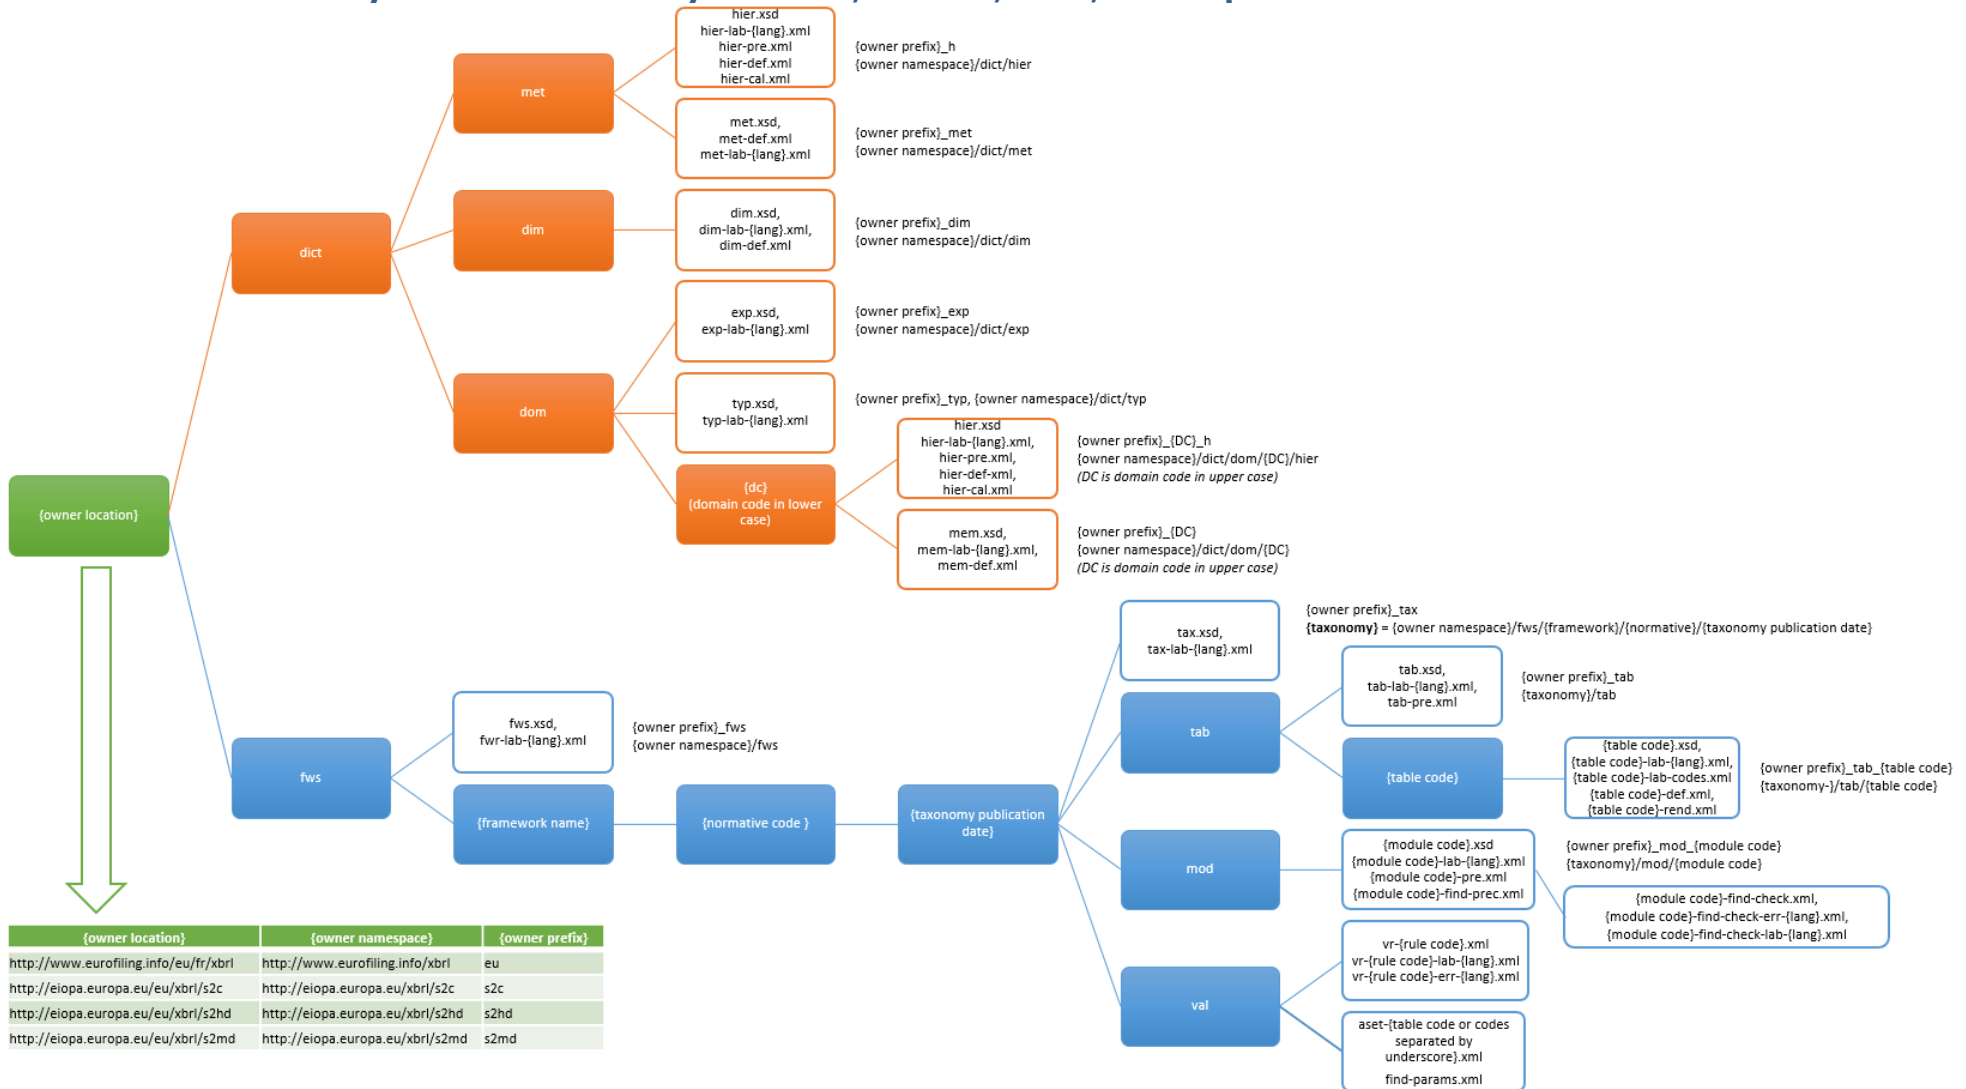 hier.xsd
hier-lab-{lang}.xml
hier-pre.xml
hier-def.xml
hier-cal.xml
{owner prefix}_h
{owner namespace}/dict/hier
met
met.xsd,
met-def.xml
met-lab-{lang}.xml
{owner prefix}_met
{owner namespace}/dict/met
dim
dim.xsd,
dim-lab-{lang}.xml,
dim-def.xml
{owner prefix}_dim
{owner namespace}/dict/dim
dict
exp.xsd,
exp-lab-{lang}.xml
{owner prefix}_exp
{owner namespace}/dict/exp
dom
typ.xsd,
typ-lab-{lang}.xml
{owner prefix}_typ, {owner namespace}/dict/typ
{dc}
(domain code in lower
case)
hier.xsd
hier-lab-{lang}.xml,
hier-pre.xml,
hier-def-xml,
hier-cal.xml
{owner prefix}_{DC}_h
{owner namespace}/dict/dom/{DC}/hier
(DC is domain code in upper case)
mem.xsd,
mem-lab-{lang}.xml,
mem-def.xml
{owner prefix}_{DC}
{owner namespace}/dict/dom/{DC}
(DC is domain code in upper case)
{owner location}
fws
fws.xsd,
fwr-lab-{lang}.xml
{owner prefix}_fws
{owner namespace}/fws
{framework name}
{normative code }
{taxonomy publication
date}
tax.xsd,
tax-lab-{lang}.xml
{owner prefix}_tax
{taxonomy} = {owner namespace}/fws/{framework}/{normative}/{taxonomy publication date}
tab
tab.xsd,
tab-lab-{lang}.xml,
tab-pre.xml
{owner prefix}_tab
{taxonomy}/tab
{table code}
{table code}.xsd,
{table code}-lab-{lang}.xml,
{table code}-lab-codes.xml
{table code}-def.xml,
{table code}-rend.xml
{owner prefix}_tab_{table code}
{taxonomy-}/tab/{table code}
mod
{module code}.xsd
{module code}-lab-{lang}.xml
{module code}-pre.xml
{module code}-find-prec.xml
{owner prefix}_mod_{module code}
{taxonomy}/mod/{module code}
{module code}-find-check.xml,
{module code}-find-check-err-{lang}.xml,
{module code}-find-check-lab-{lang}.xml
val
vr-{rule code}.xml
vr-{rule code}-lab-{lang}.xml
vr-{rule code}-err-{lang}.xml
aset-{table code or codes
separated by
underscore}.xml
find-params.xml
{owner location} {owner namespace} {owner prefix}
http://www.eurofiling.info/eu/fr/xbrl http://www.eurofiling.info/xbrl eu
http://eiopa.europa.eu/eu/xbrl/s2c http://eiopa.europa.eu/xbrl/s2c s2c
http://eiopa.europa.eu/eu/xbrl/s2hd http://eiopa.europa.eu/xbrl/s2hd s2hd
http://eiopa.europa.eu/eu/xbrl/s2md http://eiopa.europa.eu/xbrl/s2md s2md